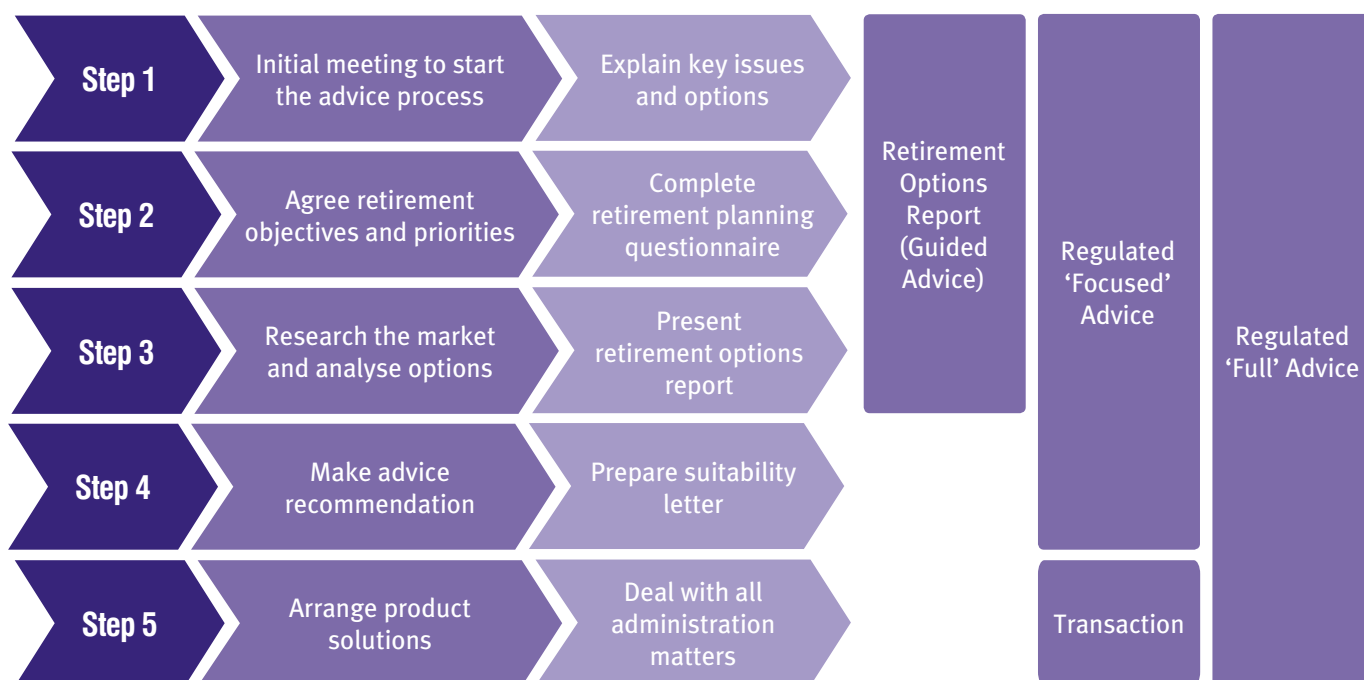 Step 1
Initial meeting to start
the advice process
Explain key issues
and options
Step 2
Agree retirement
objectives and priorities
Complete
retirement planning
questionnaire
Step 3
Research the market
and analyse options
Present
retirement options
report
Step 4
Make advice
recommendation
Prepare suitability
letter
Step 5
Arrange product
solutions
Deal with all
administration
matters
Retirement
Options
Report
(Guided
Advice)
Regulated
‘Focused’
Advice
Transaction
Regulated
‘Full’ Advice